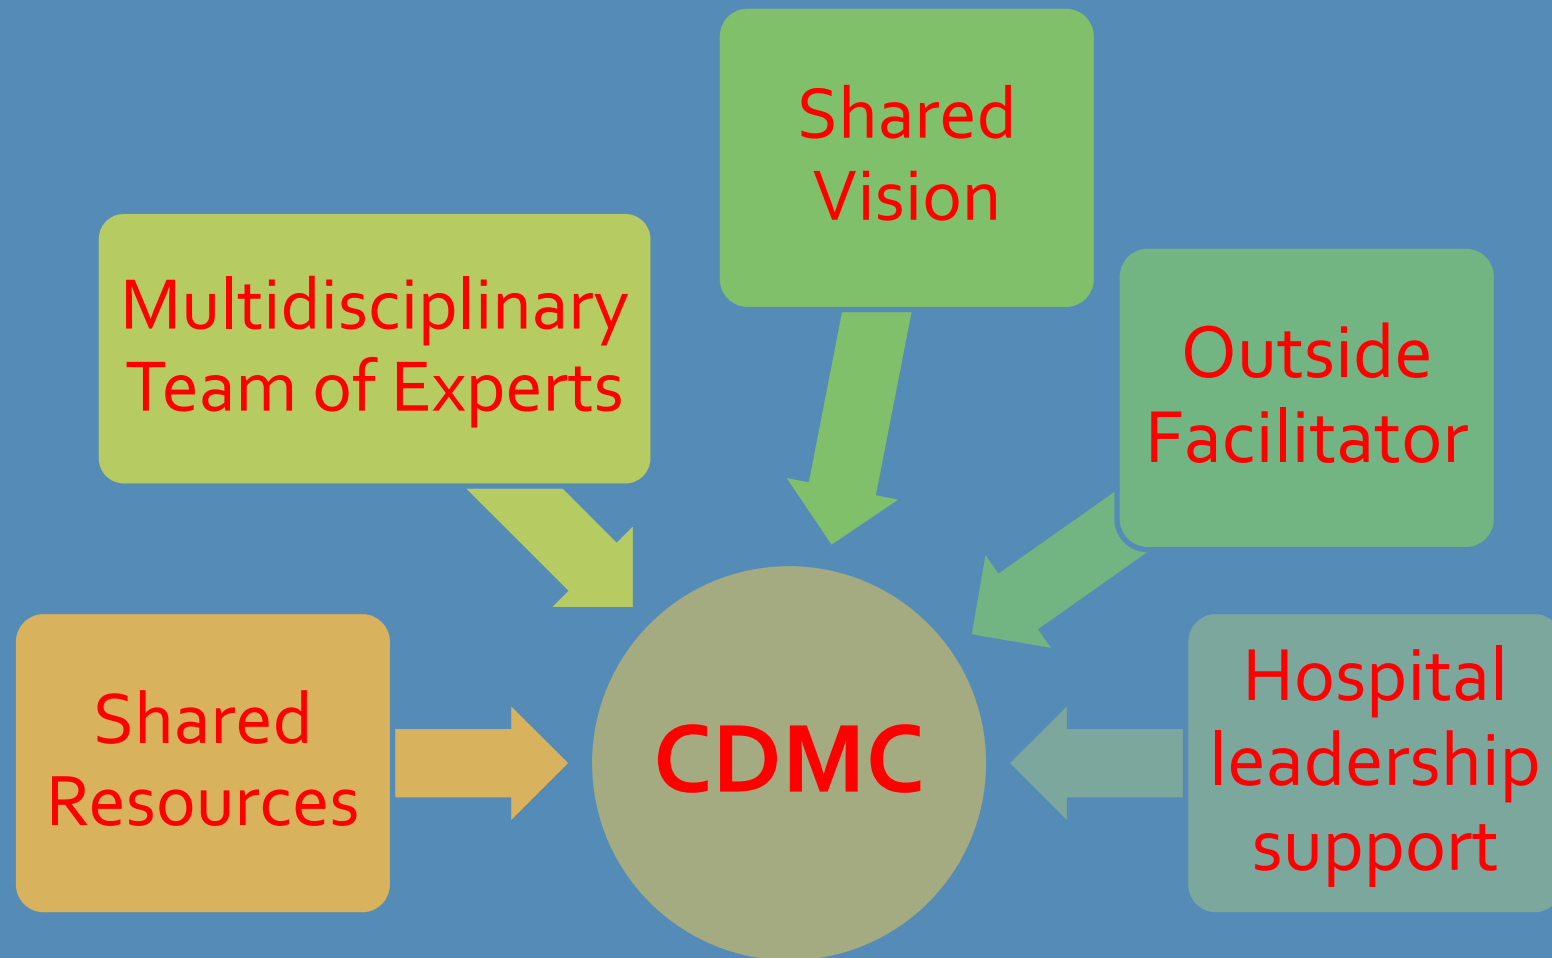 Shared
Vision
Multidisciplinary
Team of Experts
Outside
Facilitator
Shared
Resources
CDMC
Hospital
leadership
support